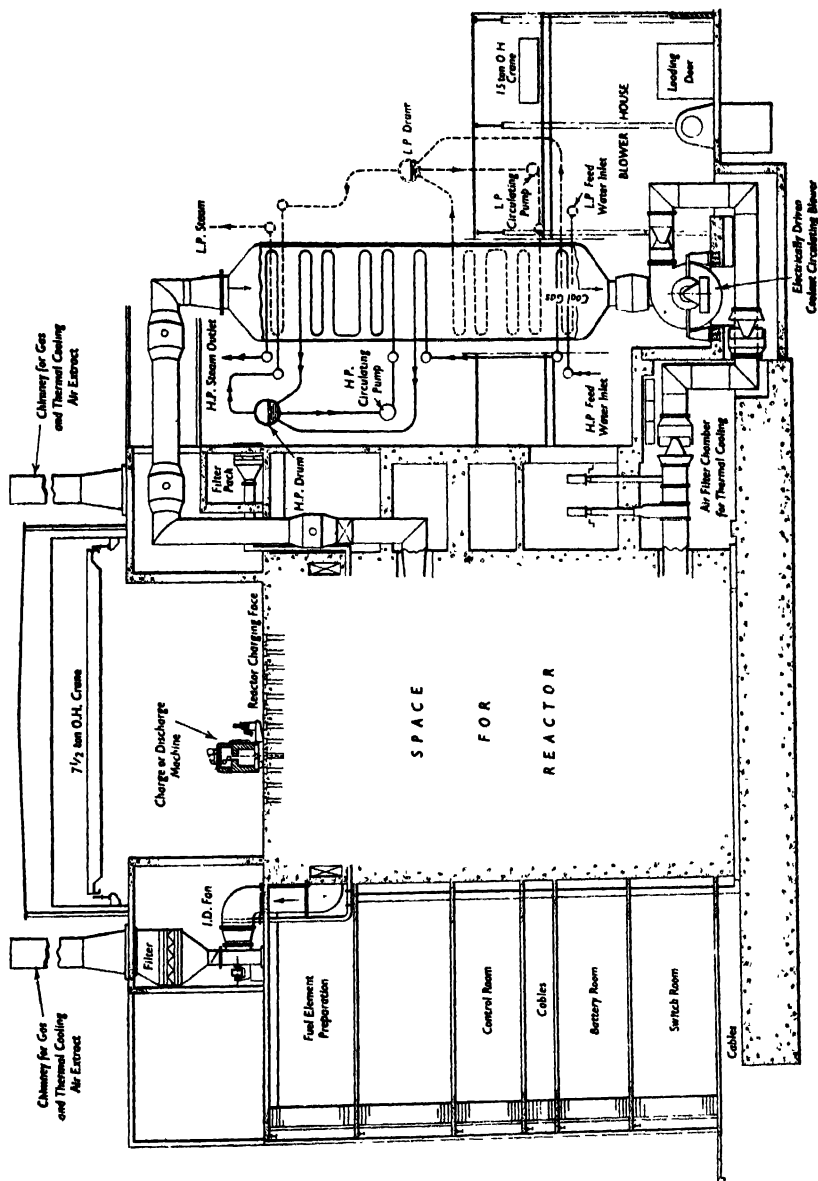 Chimney for Gas
and Thermal Cooling
Air Extract
Chimney for Gas
and Thermal Cooling
Air Extract
7½ ton O.H. Crane
Filter
I.D. Fan
Charge or Discharge
Machine
Reactor Charging Face
Filter
Pack
H.P. Drum
H.P. Steam Outlet
L.P. Steam
H.P.
Circulating
Pump
L.P. Drum
L.P.
Circulating
Pump
15 ton O H
Crane
Loading
Door
BLOWER HOUSE
L.P. Feed
Water Inlet
H.P. Feed
Water Inlet
Cool Gas
Electrically Driven
Coolant Circulating Blower
Air Filter Chamber
for Thermal Cooling
SPACE
FOR
REACTOR
Fuel Element
Preparation
Control Room
Cables
Battery Room
Switch Room
Cables